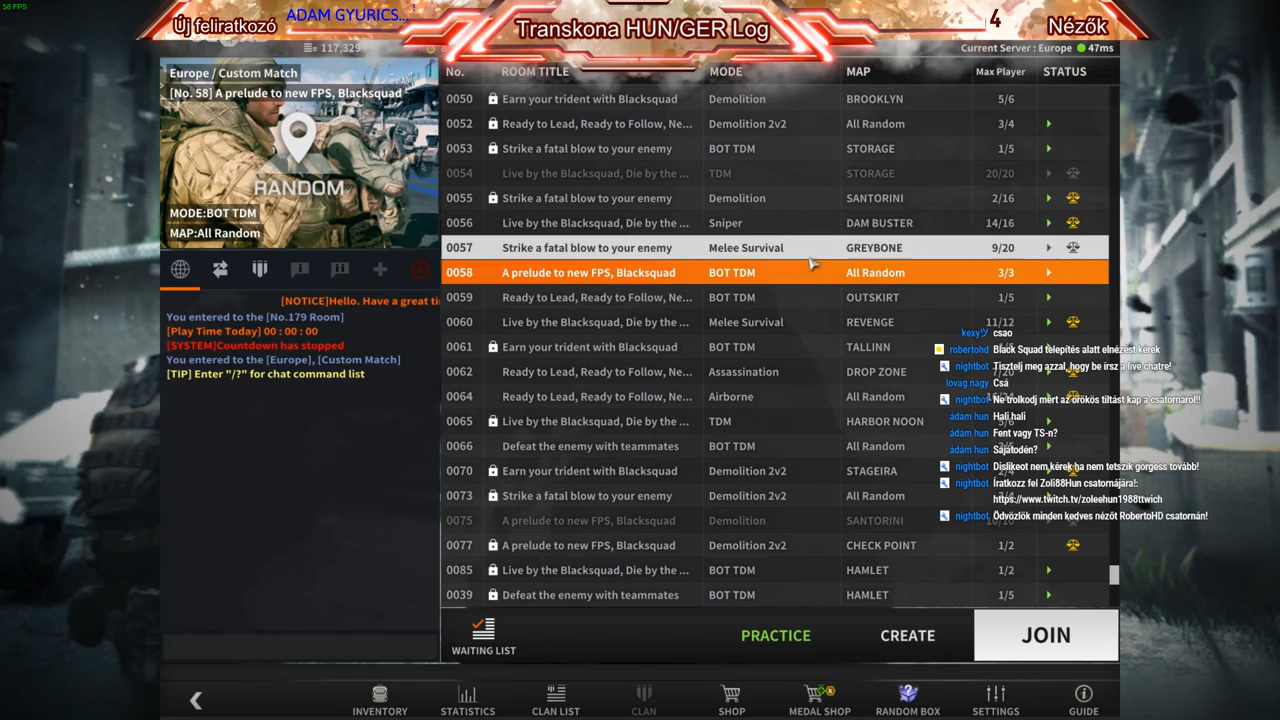 58 FPS
Új feliratkozó
ADAM GYURICS...
Transkona HUN/GER Log
4
Nézők
117,329
Current Server : Europe 47ms
Europe / Custom Match
[No. 58] A prelude to new FPS, Blacksquad
RANDOM
MODE:BOT TDM
MAP:All Random
[NOTICE]Hello. Have a great ti
You entered to the [No.179 Room]
[Play Time Today] 00 : 00 : 00
[SYSTEM]Countdown has stopped
You entered to the [Europe], [Custom Match]
[TIP] Enter "/?" for chat command list
No. ROOM TITLE MODE MAP Max Player STATUS
0050 Earn your trident with Blacksquad Demolition BROOKLYN 5/6
0052 Ready to Lead, Ready to Follow, Ne... Demolition 2v2 All Random 3/4
0053 Strike a fatal blow to your enemy BOT TDM STORAGE 1/5
0054 Live by the Blacksquad, Die by the ... TDM STORAGE 20/20
0055 Strike a fatal blow to your enemy Demolition SANTORINI 2/16
0056 Live by the Blacksquad, Die by the ... Sniper DAM BUSTER 14/16
0057 Strike a fatal blow to your enemy Melee Survival GREYBONE 9/20
0058 A prelude to new FPS, Blacksquad BOT TDM All Random 3/3
0059 Ready to Lead, Ready to Follow, Ne... BOT TDM OUTSKIRT 1/5
0060 Live by the Blacksquad, Die by the ... Melee Survival REVENGE 11/12
0061 Earn your trident with Blacksquad BOT TDM TALLINN
0062 Ready to Lead, Ready to Follow, Ne... Assassination DROP ZONE
0064 Ready to Lead, Ready to Follow, Ne... Airborne All Random
0065 Live by the Blacksquad, Die by the ... TDM HARBOR NOON 5/6
0066 Defeat the enemy with teammates BOT TDM All Random
0070 Earn your trident with Blacksquad Demolition 2v2 STAGEIRA
0073 Strike a fatal blow to your enemy Demolition 2v2 All Random
0075 A prelude to new FPS, Blacksquad Demolition SANTORINI
0077 A prelude to new FPS, Blacksquad Demolition 2v2 CHECK POINT 1/2
0085 Live by the Blacksquad, Die by the ... BOT TDM HAMLET 1/2
0039 Defeat the enemy with teammates BOT TDM HAMLET 1/5
kexyツ csao
robertohd Black Squad telepítés alatt elnézést kérek
nightbot Tisztelj meg azzal, hogy be írsz a live chatre!
lovag nagy Csá
nightbot Ne trolkodj mert az örökös tiltást kap a csatornáról!!
ádám hun Hali hali
ádám hun Fent vagy TS-n?
ádám hun Sájátodén?
nightbot Dislikeot nem kérek ha nem tetszik görgess tovább!
nightbot Íratkozz fel Zoli88Hun csatornájára!:
https://www.twitch.tv/zoleehun1988ttwich
nightbot Üdvözlök minden kedves nézőt RobertoHD csatornán!
WAITING LIST
PRACTICE
CREATE
JOIN
INVENTORY
STATISTICS
CLAN LIST
CLAN
SHOP
MEDAL SHOP
RANDOM BOX
SETTINGS
GUIDE